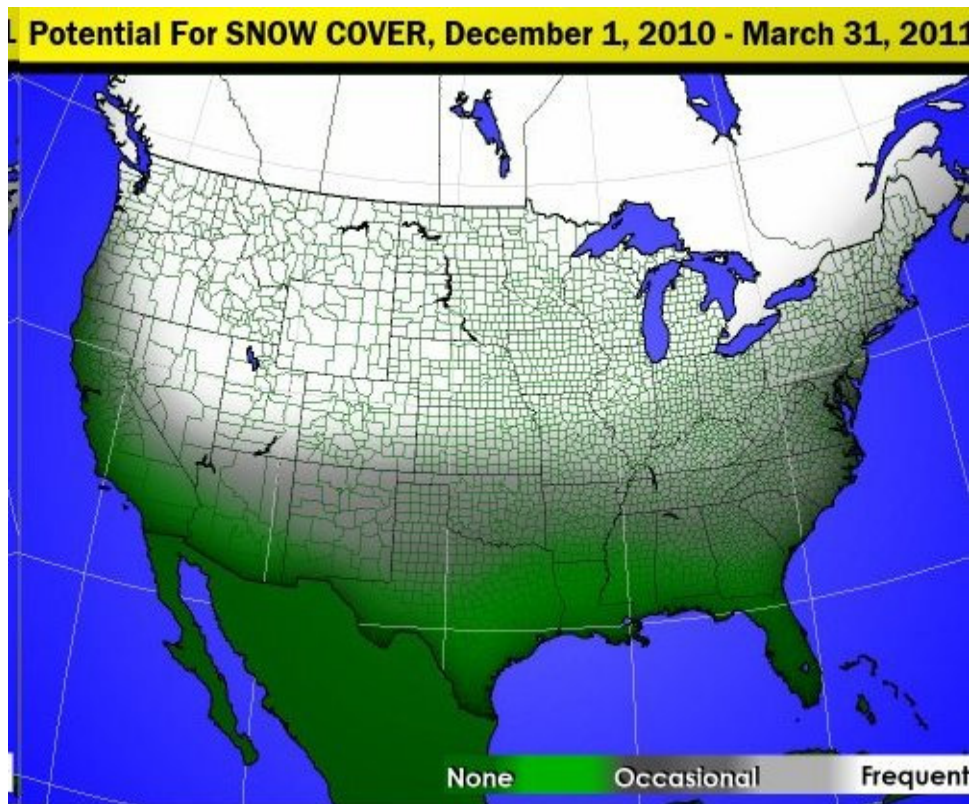 Potential For SNOW COVER, December 1, 2010 - March 31, 2011
None Occasional Frequent